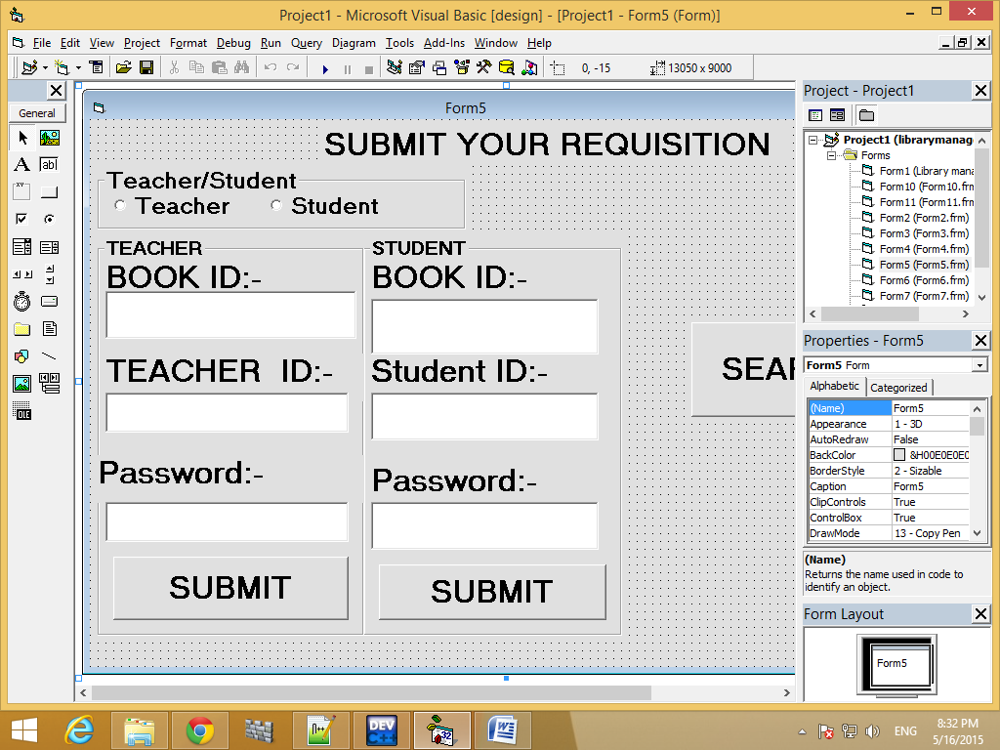 Project1 - Microsoft Visual Basic [design] - [Project1 - Form5 (Form)]
File Edit View Project Format Debug Run Query Diagram Tools Add-Ins Window Help
0, -15
13050 x 9000
General
A
ab|
xy
OLE
Form5
SUBMIT YOUR REQUISITION
Teacher/Student
Teacher
Student
TEACHER
BOOK ID:-
TEACHER ID:-
Password:-
SUBMIT
STUDENT
BOOK ID:-
Student ID:-
Password:-
SUBMIT
SEAR
Project - Project1
Project1 (librarymanag
Forms
Form1 (Library mana
Form10 (Form10.frm
Form11 (Form11.frm
Form2 (Form2.frm)
Form3 (Form3.frm)
Form4 (Form4.frm)
Form5 (Form5.frm)
Form6 (Form6.frm)
Form7 (Form7.frm)
Properties - Form5
Form5 Form
Alphabetic Categorized
(Name) Form5
Appearance 1 - 3D
AutoRedraw False
BackColor &H00E0E0E0
BorderStyle 2 - Sizable
Caption Form5
ClipControls True
ControlBox True
DrawMode 13 - Copy Pen
(Name)
Returns the name used in code to
identify an object.
Form Layout
Form5
DEV
C++
32
W
ENG
8:32 PM
5/16/2015